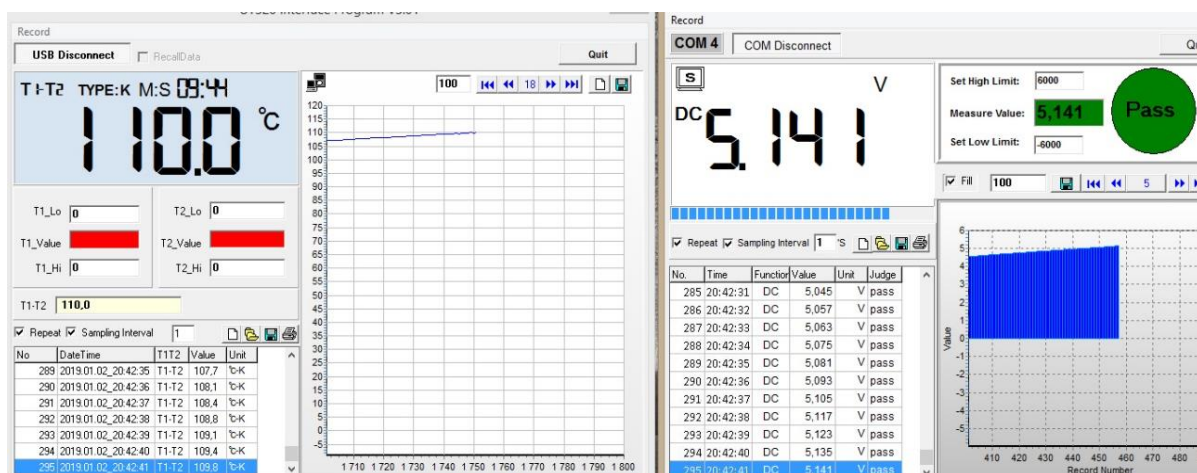 Record
USB Disconnect
RecallData
Quit
T1-T2 TYPE:K M:S 09:44
110.0 °C
T1_Lo 0
T2_Lo 0
T1_Value
T2_Value
T1_Hi 0
T2_Hi 0
T1-T2 110,0
Repeat Sampling Interval 1
No DateTime T1T2 Value Unit
289 2019.01.02_20:42:35 T1-T2 107,7 °C-K
290 2019.01.02_20:42:36 T1-T2 108,1 °C-K
291 2019.01.02_20:42:37 T1-T2 108,4 °C-K
292 2019.01.02_20:42:38 T1-T2 108,8 °C-K
293 2019.01.02_20:42:39 T1-T2 109,1 °C-K
294 2019.01.02_20:42:40 T1-T2 109,4 °C-K
295 2019.01.02_20:42:41 T1-T2 109,8 °C-K
100 18
120
115
110
105
100
95
90
85
80
75
70
65
60
55
50
45
40
35
30
25
20
15
10
5
0
-5
1 710 1 720 1 730 1 740 1 750 1 760 1 770 1 780 1 790 1 800
Record
COM 4 COM Disconnect
S V
DC 5.141
Repeat Sampling Interval 1 'S
No. Time Function Value Unit Judge
285 20:42:31 DC 5,045 V pass
286 20:42:32 DC 5,057 V pass
287 20:42:33 DC 5,063 V pass
288 20:42:34 DC 5,075 V pass
289 20:42:35 DC 5,081 V pass
290 20:42:36 DC 5,093 V pass
291 20:42:37 DC 5,105 V pass
292 20:42:38 DC 5,117 V pass
293 20:42:39 DC 5,123 V pass
294 20:42:40 DC 5,135 V pass
295 20:42:41 DC 5,141 V pass
Set High Limit: 6000
Measure Value: 5,141
Pass
Set Low Limit: -6000
Fill 100 5
6
5
4
3
2
1
0
-1
-2
-3
-4
-5
Value
410 420 430 440 450 460 470 480
Record Number